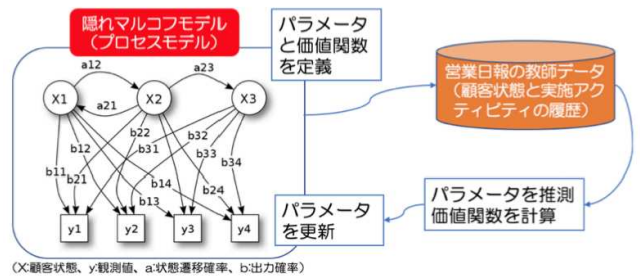 隠れマルコフモデル
（プロセスモデル）
パラメータ
と価値関数
を定義
a12
a23
X1
X2
X3
a21
営業日報の教師データ
（顧客状態と実施アク
ティビティの履歴）
b11
b12
b21
b22
b31
b32
b33
b34
b14
b13
b24
y1
y2
y3
y4
パラメータ
を更新
パラメータを推測
価値関数を計算
（X:顧客状態、y:観測値、a:状態遷移確率、b:出力確率）